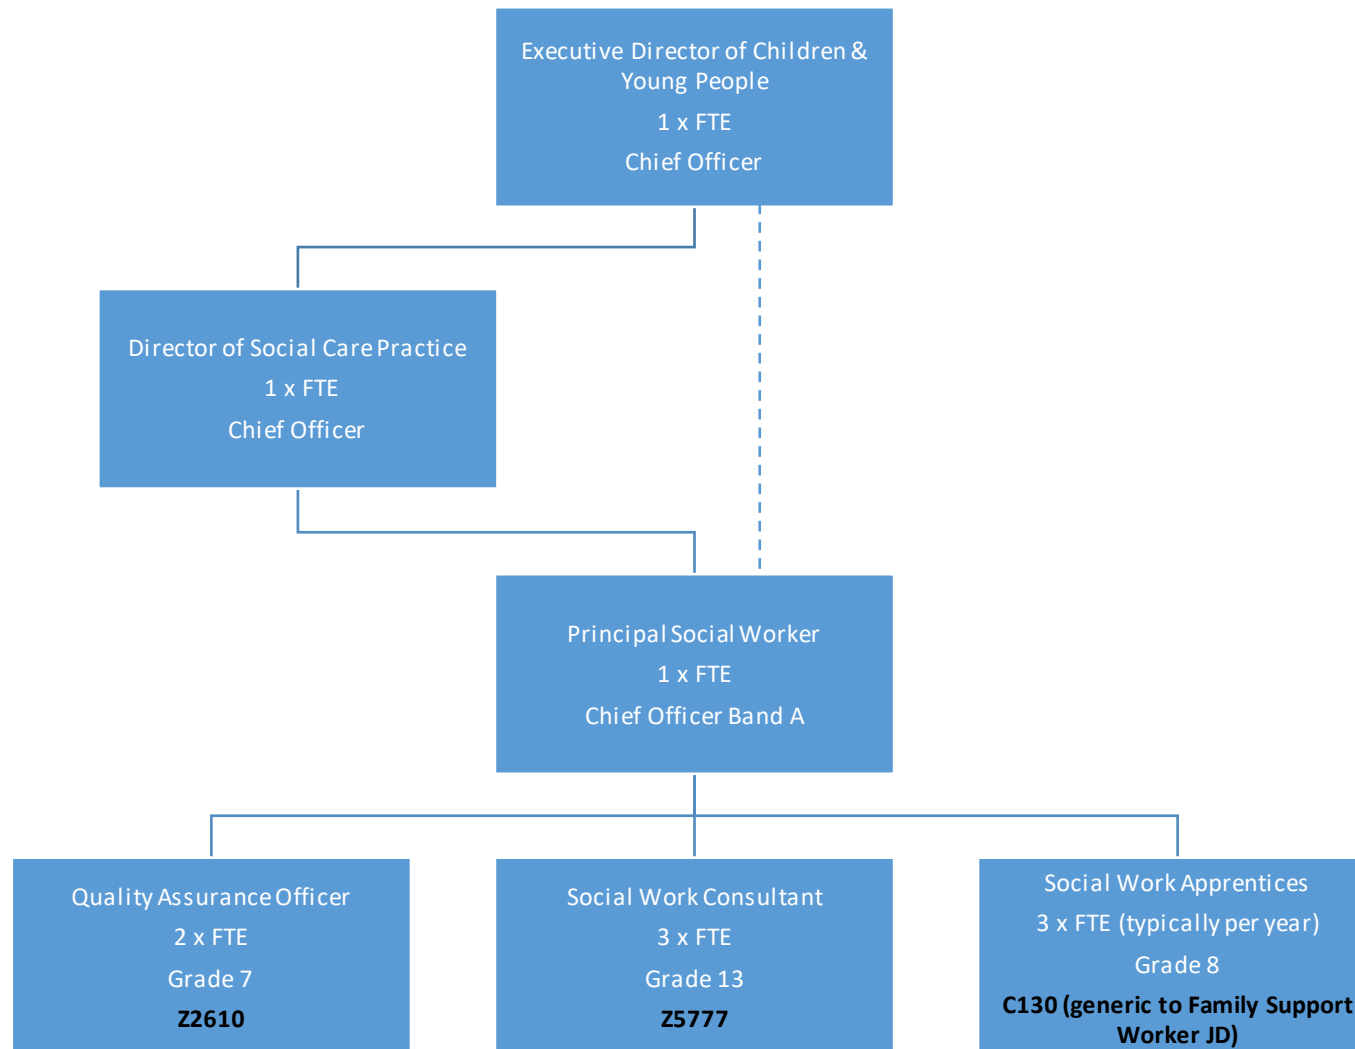 Executive Director of Children &
Young People
1 x FTE
Chief Officer
Director of Social Care Practice
1 x FTE
Chief Officer
Principal Social Worker
1 x FTE
Chief Officer Band A
Quality Assurance Officer
2 x FTE
Grade 7
Z2610
Social Work Consultant
3 x FTE
Grade 13
Z5777
Social Work Apprentices
3 x FTE (typically per year)
Grade 8
C130 (generic to Family Support
Worker JD)